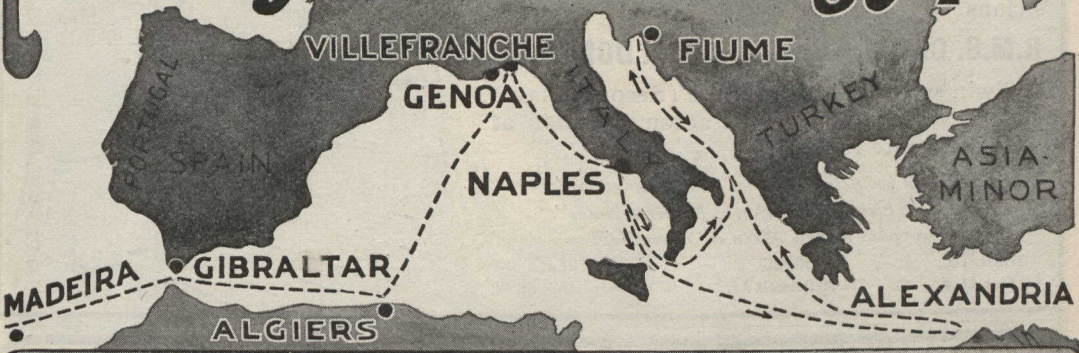 VILLEFRANCHE
FIUME
GENOA
ITALY
PORTUGAL
SPAIN
TURKEY
ASIA-
MINOR
NAPLES
MADEIRA
GIBRALTAR
ALEXANDRIA
ALGIERS